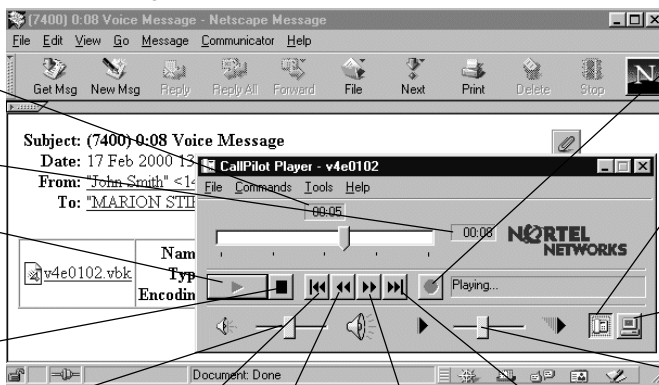 (7400) 0:08 Voice Message - Netscape Message
File Edit View Go Message Communicator Help
Get Msg New Msg Reply Reply All Forward File Next Print Delete Stop
N
Subject: (7400) 0:08 Voice Message
Date: 17 Feb 2000 13
From: "John Smith" <14
To: "MARION
CallPilot Player - v4e0102
File Commands Tools Help
00:05
00:08
NORTEL
NETWORKS
v4e0102.vbk
Nam
Typ
Encodin
Playing...
Document: Done